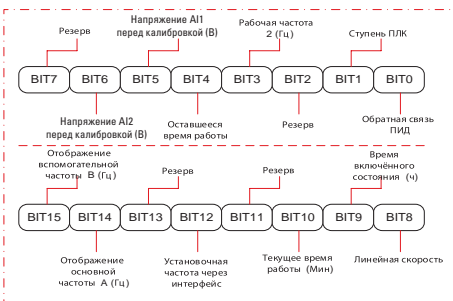 Резерв
Напряжение AI1
перед калибровкой (В)
Рабочая частота
2 (Гц)
Ступень ПЛК
BIT7 BIT6 BIT5 BIT4 BIT3 BIT2 BIT1 BIT0
Напряжение AI2
перед калибровкой (В)
Оставшееся
время работы
Резерв
Обратная связь
ПИД
Отображение
вспомогательной
частоты B (Гц)
Резерв
Резерв
Время
включённого
состояния (ч)
BIT15 BIT14 BIT13 BIT12 BIT11 BIT10 BIT9 BIT8
Отображение
основной
частоты A (Гц)
Установочная
частота через
интерфейс
Текущее время
работы (Мин)
Линейная скорость